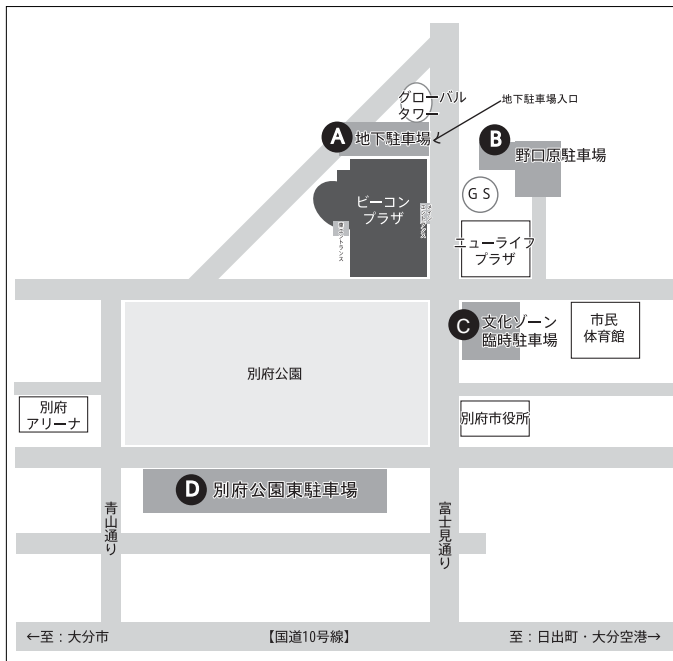 グローバル
タワー
地下駐車場入口
A 地下駐車場
B 野口原駐車場
GS
ビーコン
プラザ
ニューライフ
プラザ
C 文化ゾーン
臨時駐車場
市民
体育館
別府公園
別府
アリーナ
別府市役所
D 別府公園東駐車場
青山通り
富士見通り
←至：大分市
【国道10号線】
至：日出町・大分空港→